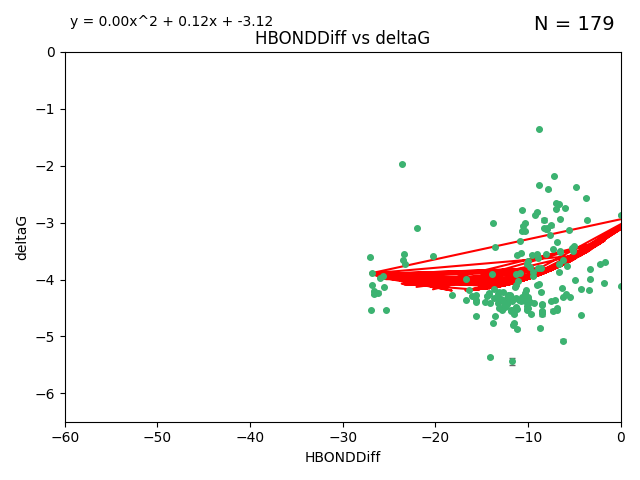 y = 0.00x^2 + 0.12x + -3.12
N = 179
HBONDDiff vs deltaG
deltaG
0
−1
−2
−3
−4
−5
−6
−60
−50
−40
−30
−20
−10
0
HBONDDiff